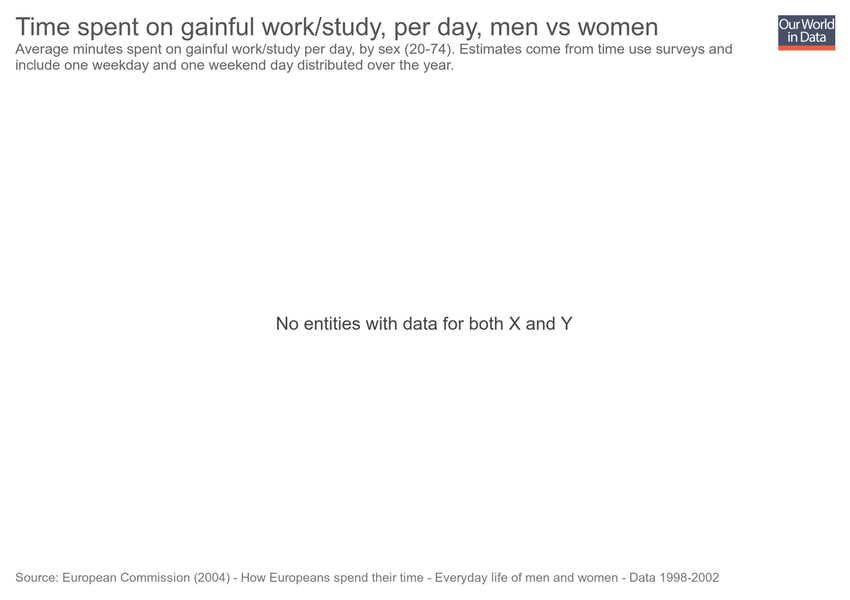 Time spent on gainful work/study, per day, men vs women
Average minutes spent on gainful work/study per day, by sex (20-74). Estimates come from time use surveys and
include one weekday and one weekend day distributed over the year.
Our World
in Data
No entities with data for both X and Y
Source: European Commission (2004) - How Europeans spend their time - Everyday life of men and women - Data 1998-2002